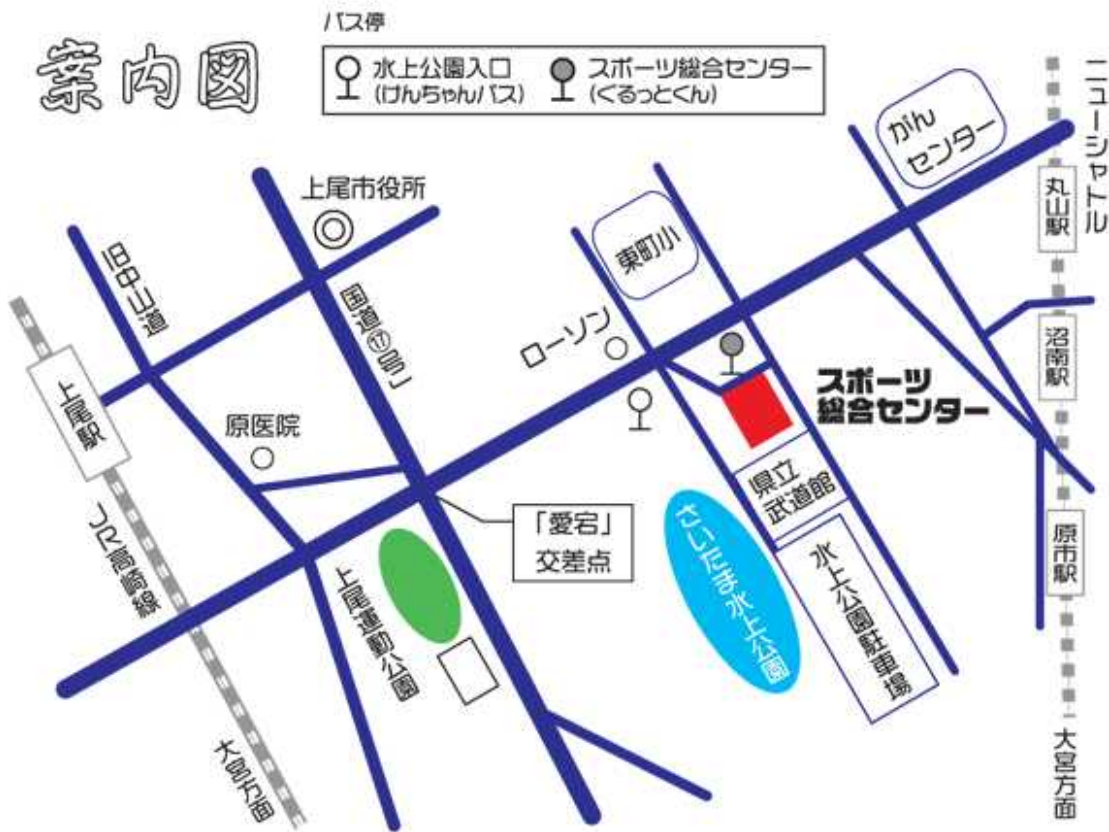 案内図
バス停
水上公園入口
(けんちゃんバス)
スポーツ総合センター
(ぐるっとくん)
ニューシャトル
がん
センター
丸山駅
上尾市役所
東町小
旧中山道
国道⑰号
ローソン
沼南駅
上尾駅
スポーツ
総合センター
原医院
県立
武道館
「愛宕」
交差点
さいたま水上公園
原市駅
JR高崎線
上尾運動公園
水上公園駐車場
大宮方面
大宮方面